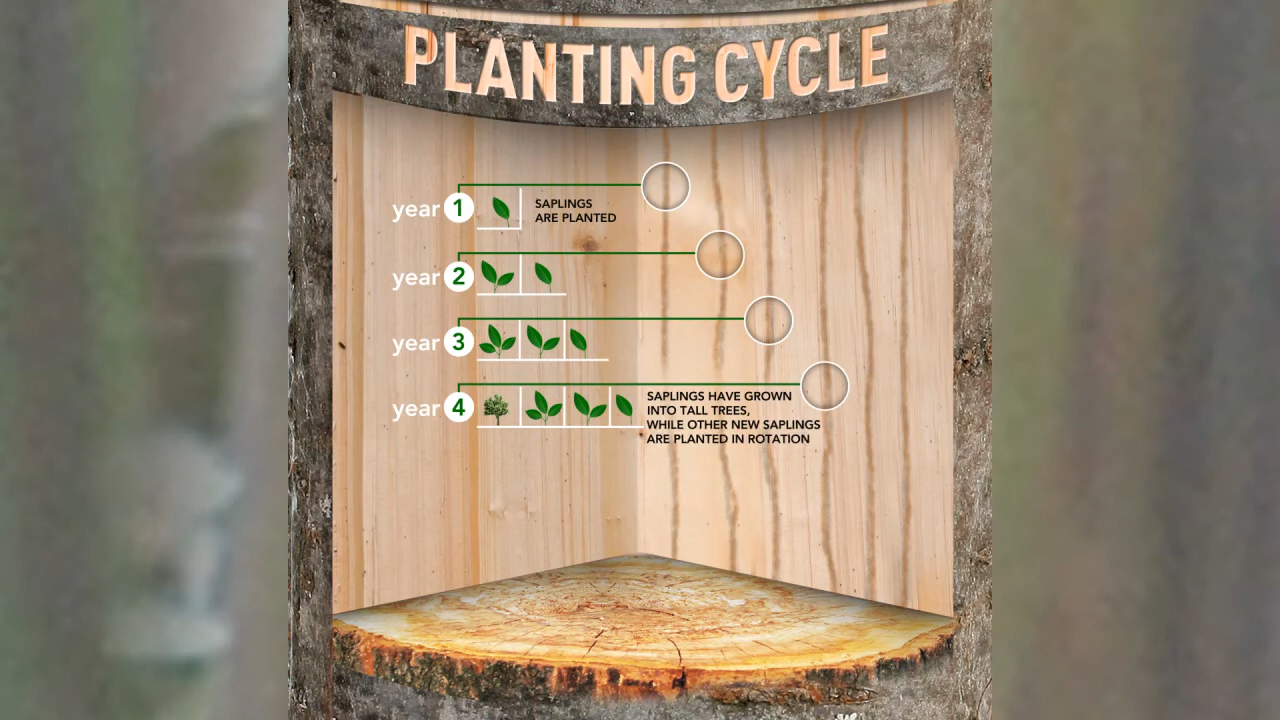 PLANTING CYCLE
year 1
SAPLINGS
ARE PLANTED
year 2
year 3
year 4
SAPLINGS HAVE GROWN
INTO TALL TREES,
WHILE OTHER NEW SAPLINGS
ARE PLANTED IN ROTATION